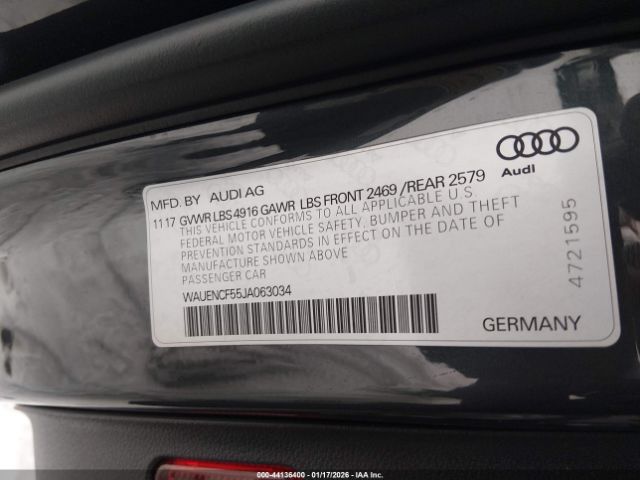 Audi
MFD. BY AUDI AG
11 17 GVWR LBS 4916 GAWR LBS FRONT 2469 /REAR 2579
THIS VEHICLE CONFORMS TO ALL APPLICABLE U.S.
FEDERAL MOTOR VEHICLE SAFETY, BUMPER AND THEFT
PREVENTION STANDARDS IN EFFECT ON THE DATE OF
MANUFACTURE SHOWN ABOVE
PASSENGER CAR
WAUENCF55JA063034
4721595
GERMANY
000-44136400 - 01/17/2026 - IAA Inc.